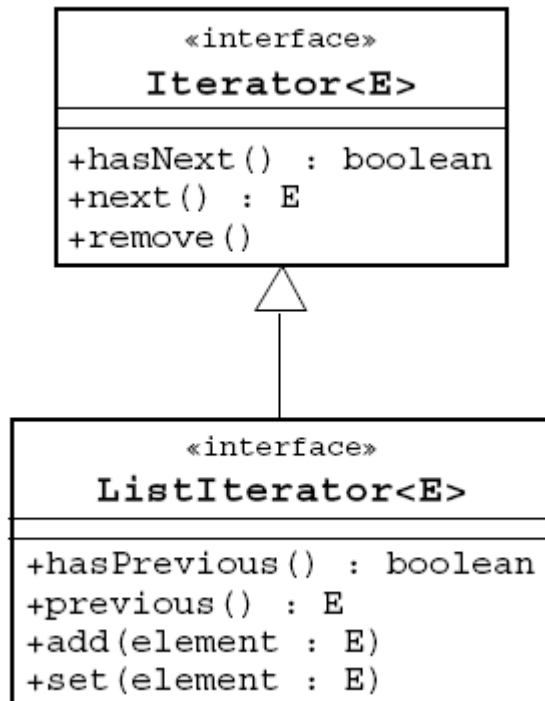 «interface»
Iterator<E>
+hasNext() : boolean
+next() : E
+remove()
«interface»
ListIterator<E>
+hasPrevious() : boolean
+previous() : E
+add(element : E)
+set(element : E)